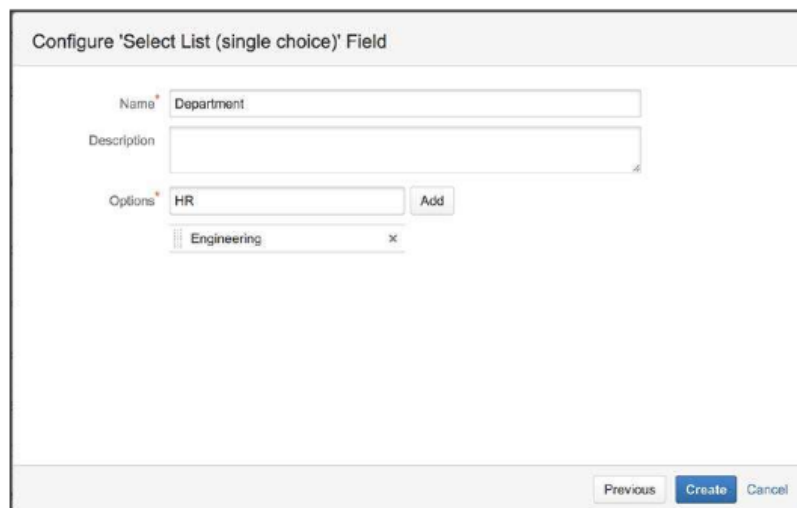 Configure 'Select List (single choice)' Field
Name* Department
Description
Options* HR Add
Engineering ×
Previous Create Cancel